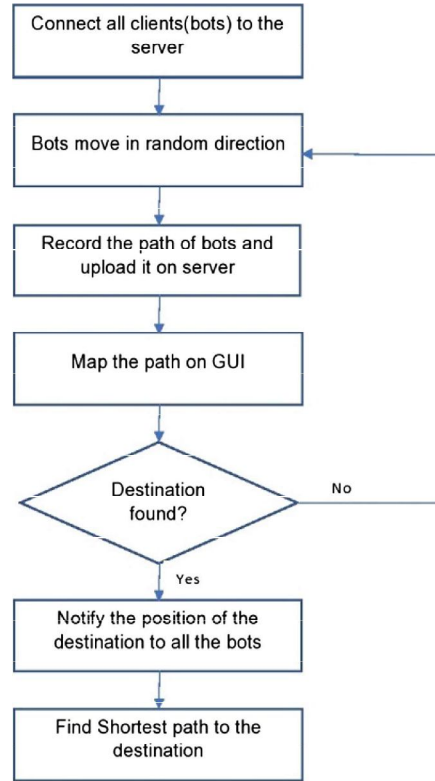 Connect all clients(bots) to the
server
Bots move in random direction
Record the path of bots and
upload it on server
Map the path on GUI
Destination
found?
No
Yes
Notify the position of the
destination to all the bots
Find Shortest path to the
destination